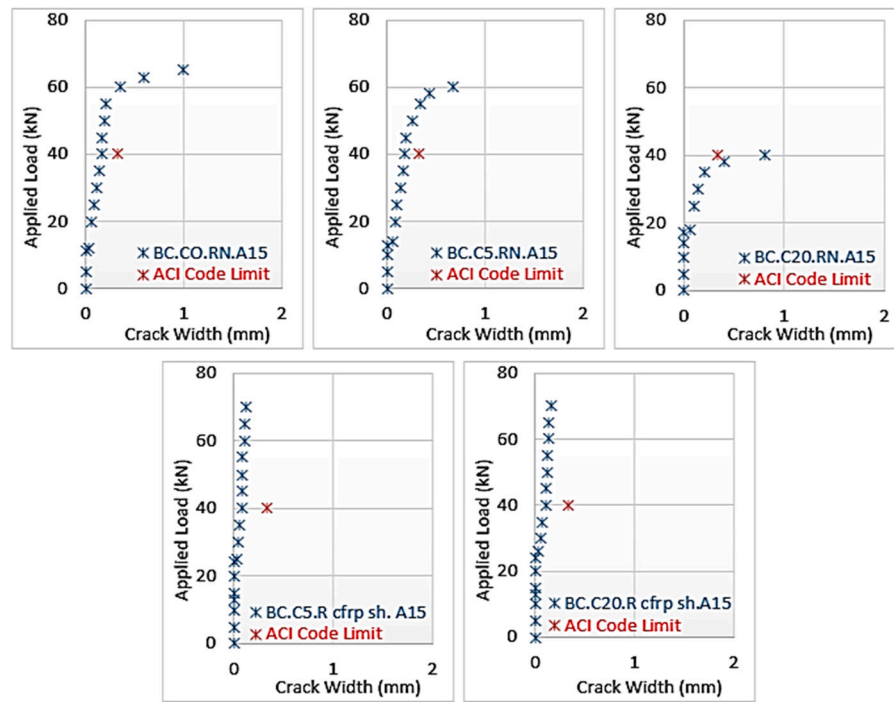 80
60
40
20
0
Applied Load (kN)
BC.CO.RN.A15
ACI Code Limit
0 1 2
Crack Width (mm)
80
60
40
20
0
Applied Load (kN)
BC.C5.RN.A15
ACI Code Limit
0 1 2
Crack Width (mm)
80
60
40
20
0
Applied Load (kN)
BC.C20.RN.A15
ACI Code Limit
0 1 2
Crack Width (mm)
80
60
40
20
0
Applied Load (kN)
BC.C5.R cfrp sh. A15
ACI Code Limit
0 1 2
Crack Width (mm)
80
60
40
20
0
Applied Load (kN)
BC.C20.R cfrp sh.A15
ACI Code Limit
0 1 2
Crack Width (mm)